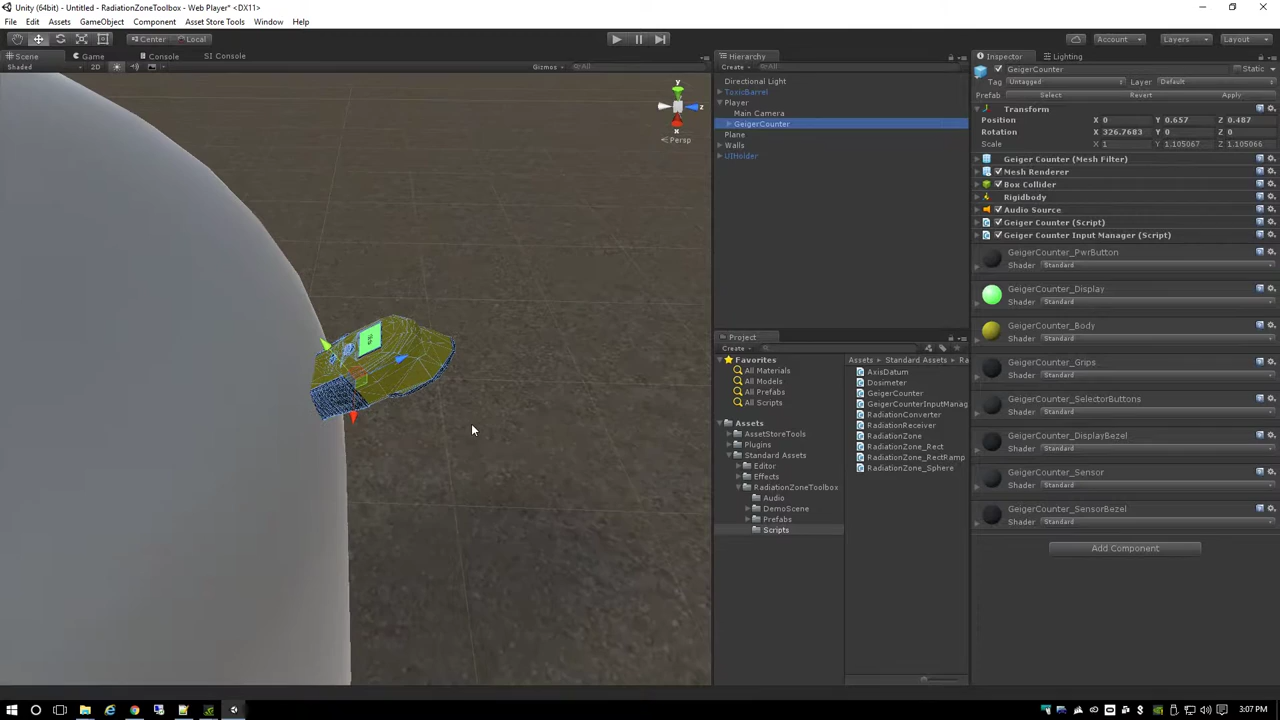 Unity (64bit) - Untitled - RadiationZoneToolbox - Web Player* <DX11>
File Edit Assets GameObject Component Asset Store Tools Window Help
Center Local
Account Layers Layout
Scene Game Console SI Console
Shaded 2D Gizmos All
y
z
x
Persp
Hierarchy
Create All
Directional Light
ToxicBarrel
Player
Main Camera
GeigerCounter
Plane
Walls
UIHolder
Project
Create
Favorites
All Materials
All Models
All Prefabs
All Scripts
Assets
AssetStoreTools
Plugins
Standard Assets
Editor
Effects
RadiationZoneToolbox
Audio
DemoScene
Prefabs
Scripts
Assets Standard Assets Ra
AxisDatum
Dosimeter
GeigerCounter
GeigerCounterInputManag
RadiationConverter
RadiationReceiver
RadiationZone
RadiationZone_Rect
RadiationZone_RectRamp
RadiationZone_Sphere
Inspector Lighting
GeigerCounter Static
Tag Untagged Layer Default
Prefab Select Revert Apply
Transform
Position X 0 Y 0.657 Z 0.487
Rotation X 326.7683 Y 0 Z 0
Scale X 1 Y 1.105067 Z 1.105066
Geiger Counter (Mesh Filter)
Mesh Renderer
Box Collider
Rigidbody
Audio Source
Geiger Counter (Script)
Geiger Counter Input Manager (Script)
GeigerCounter_PwrButton
Shader Standard
GeigerCounter_Display
Shader Standard
GeigerCounter_Body
Shader Standard
GeigerCounter_Grips
Shader Standard
GeigerCounter_SelectorButtons
Shader Standard
GeigerCounter_DisplayBezel
Shader Standard
GeigerCounter_Sensor
Shader Standard
GeigerCounter_SensorBezel
Shader Standard
Add Component
3:07 PM